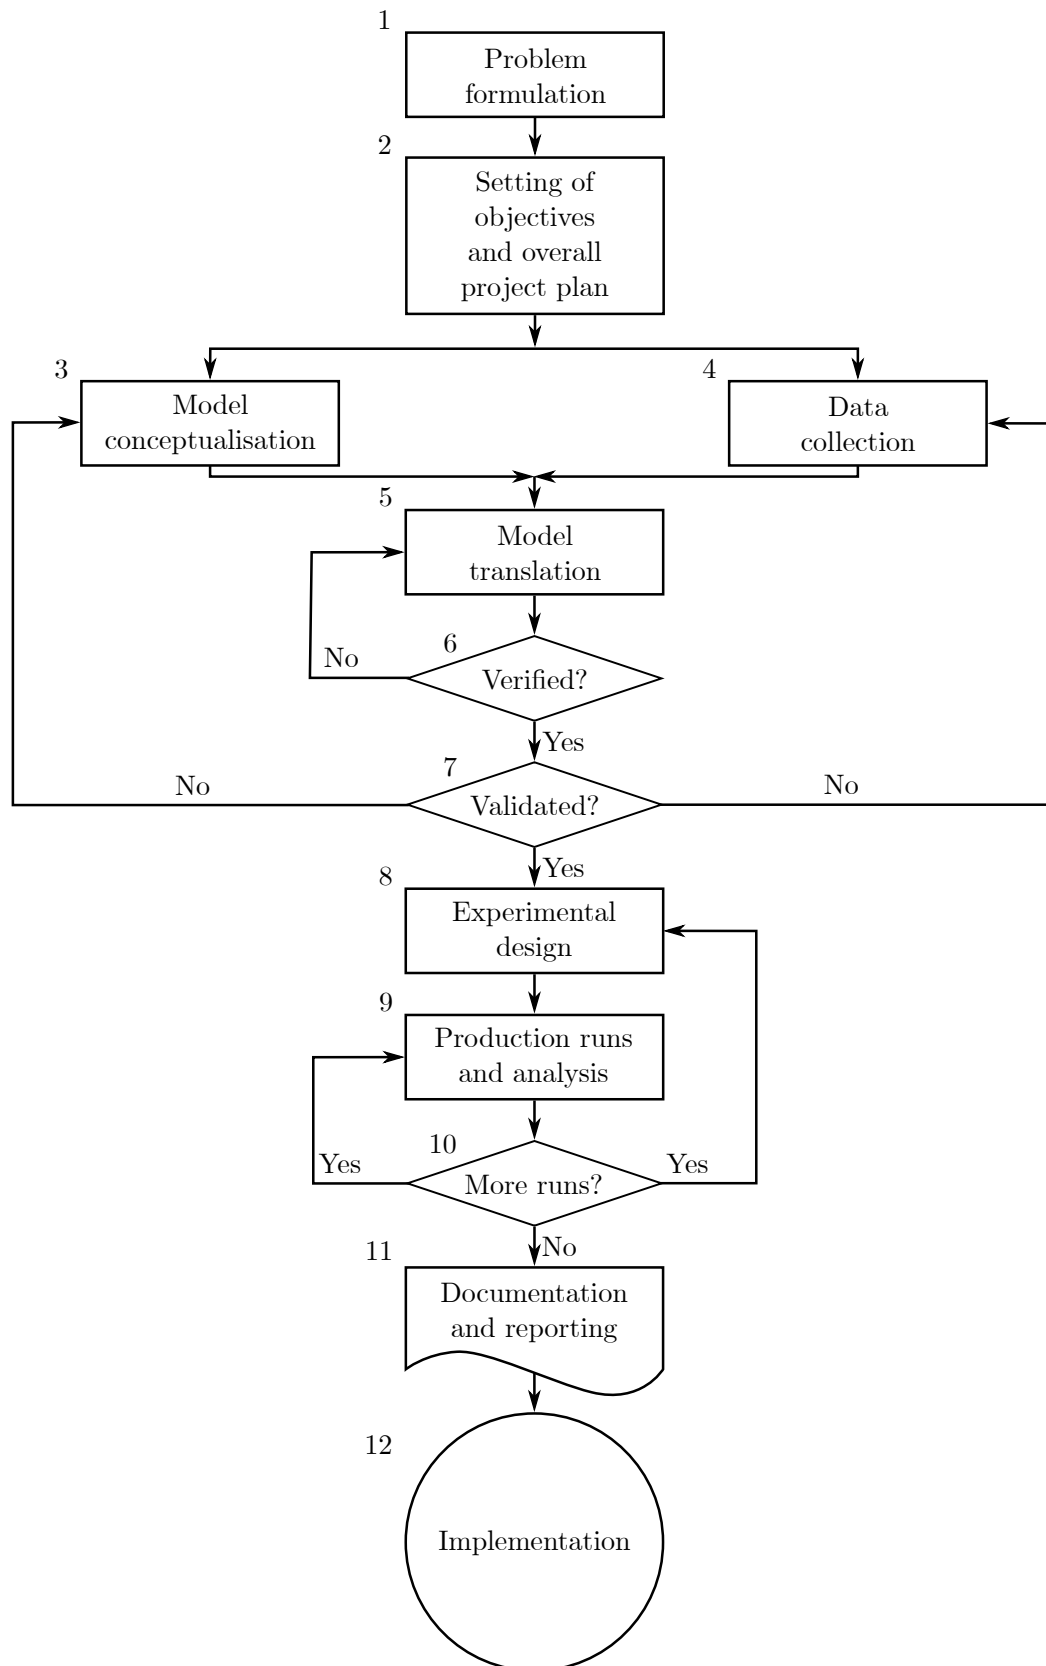 1
Problem
formulation
2
Setting of
objectives
and overall
project plan
3
Model
conceptualisation
4
Data
collection
5
Model
translation
6
Verified?
No
Yes
7
Validated?
No
No
Yes
8
Experimental
design
9
Production runs
and analysis
10
More runs?
Yes
Yes
No
11
Documentation
and reporting
12
Implementation